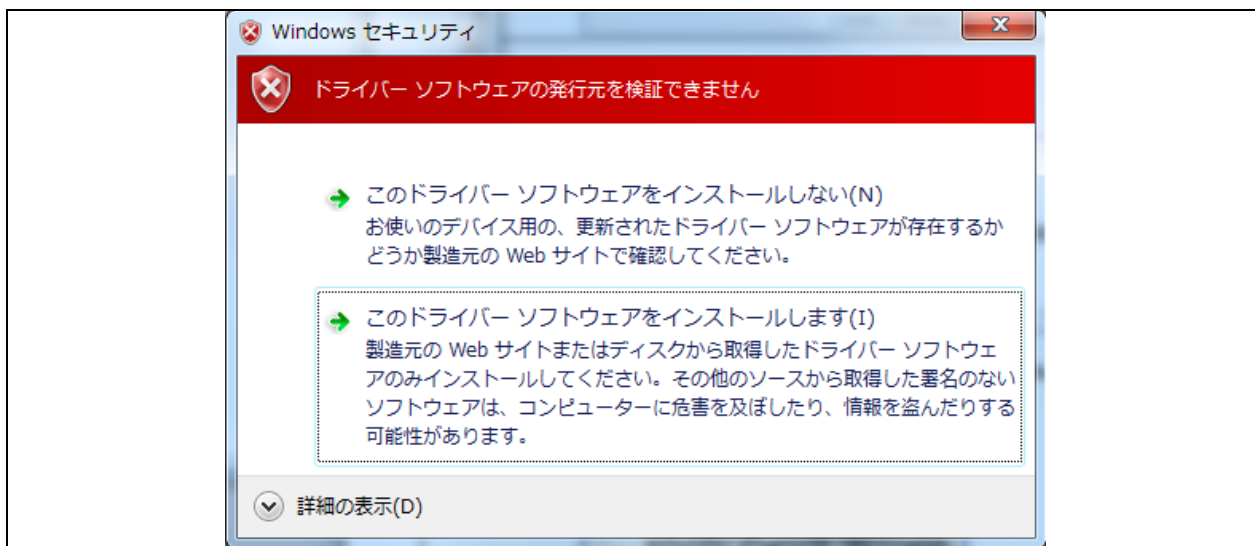 Windows セキュリティ
ドライバー ソフトウェアの発行元を検証できません
このドライバー ソフトウェアをインストールしない(N)
お使いのデバイス用の、更新されたドライバー ソフトウェアが存在するか
どうか製造元の Web サイトで確認してください。
このドライバー ソフトウェアをインストールします(I)
製造元の Web サイトまたはディスクから取得したドライバー ソフトウェ
アのみインストールしてください。その他のソースから取得した署名のない
ソフトウェアは、コンピューターに危害を及ぼしたり、情報を盗んだりする
可能性があります。
詳細の表示(D)